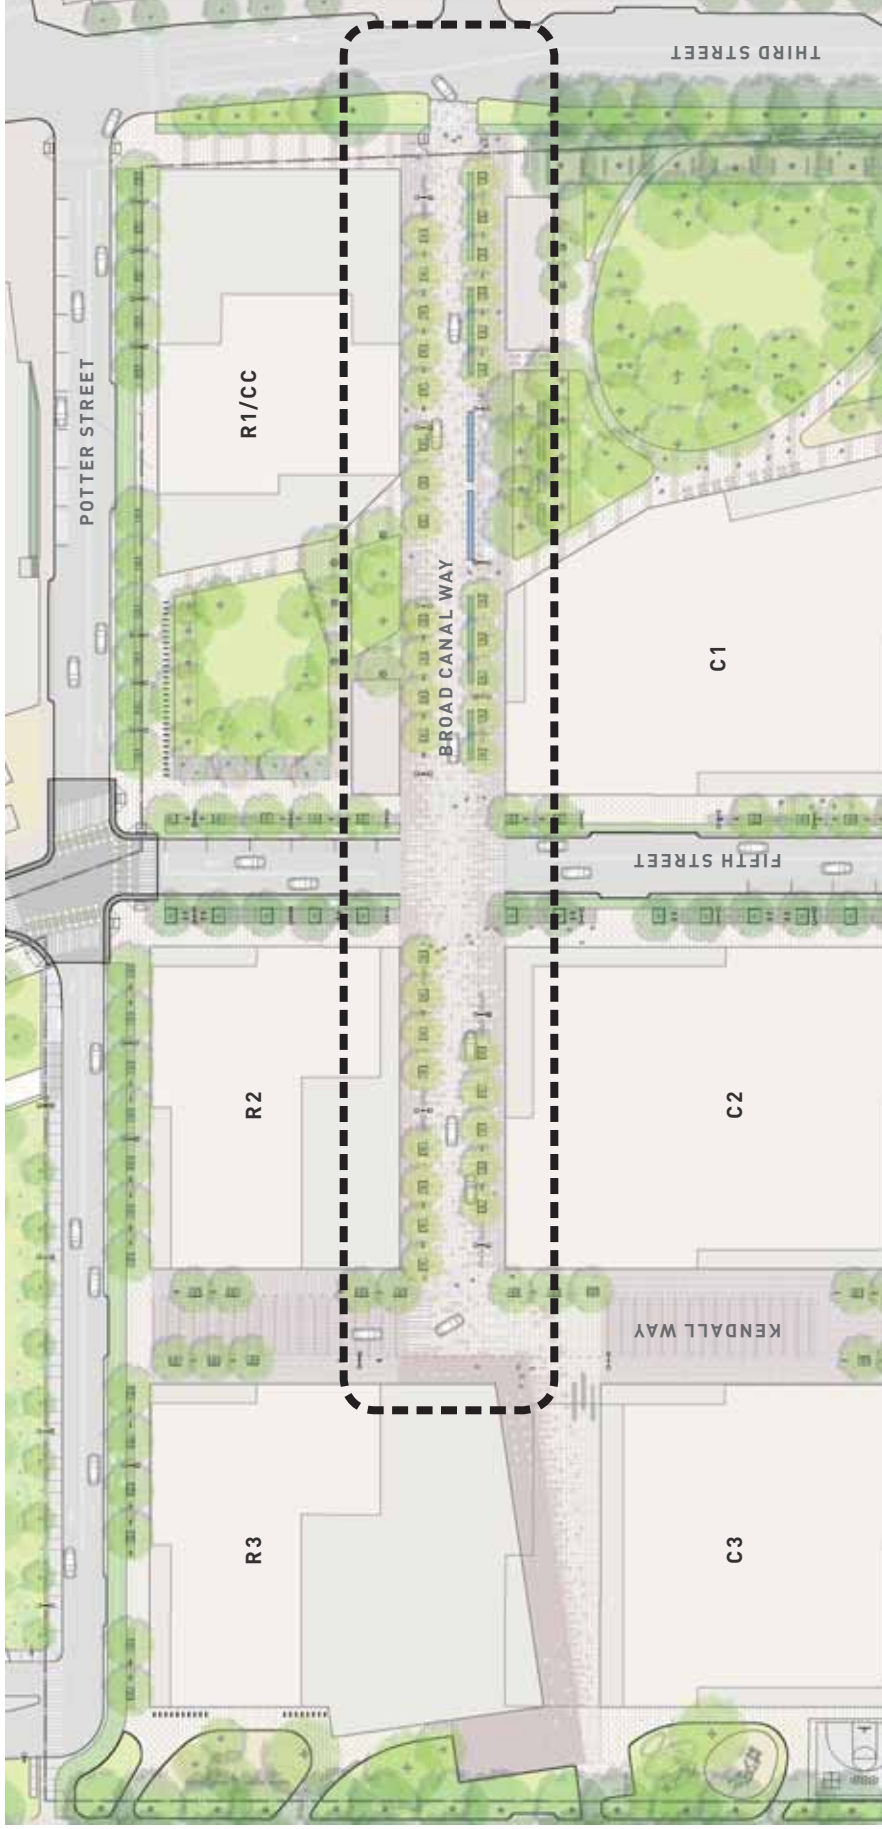 THIRD STREET
POTTER STREET
R1/CC
BROAD CANAL WAY
C1
FIFTH STREET
R2
C2
KENDALL WAY
R3
C3